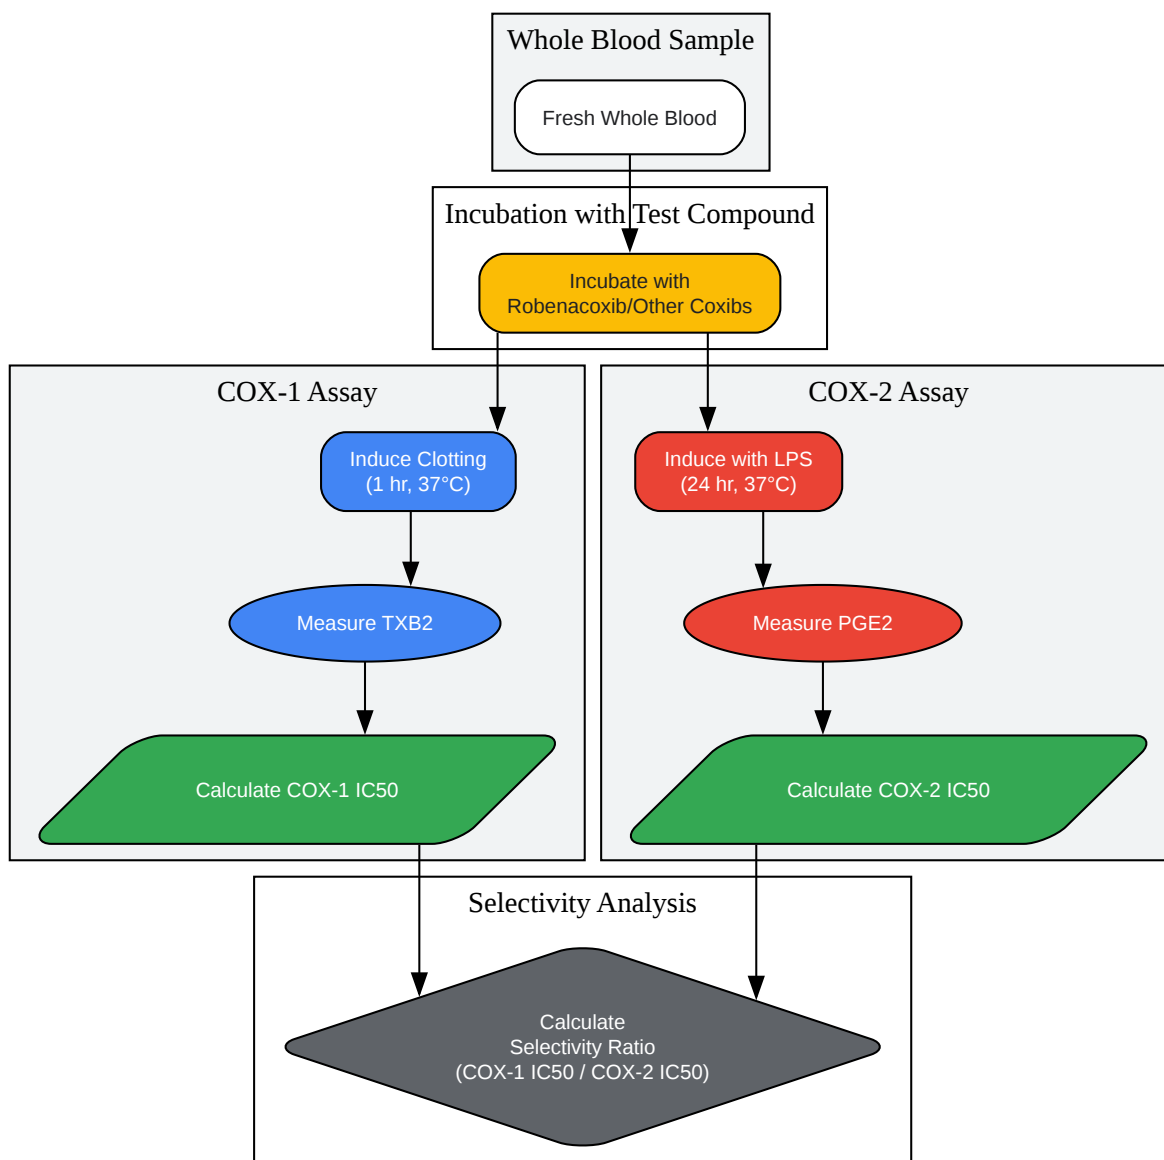 Whole Blood Sample
Fresh Whole Blood
Incubation with Test Compound
Incubate with
Robenacoxib/Other Coxibs
COX-1 Assay
Induce Clotting
(1 hr, 37°C)
Measure TXB2
Calculate COX-1 IC50
COX-2 Assay
Induce with LPS
(24 hr, 37°C)
Measure PGE2
Calculate COX-2 IC50
Selectivity Analysis
Calculate
Selectivity Ratio
(COX-1 IC50 / COX-2 IC50)